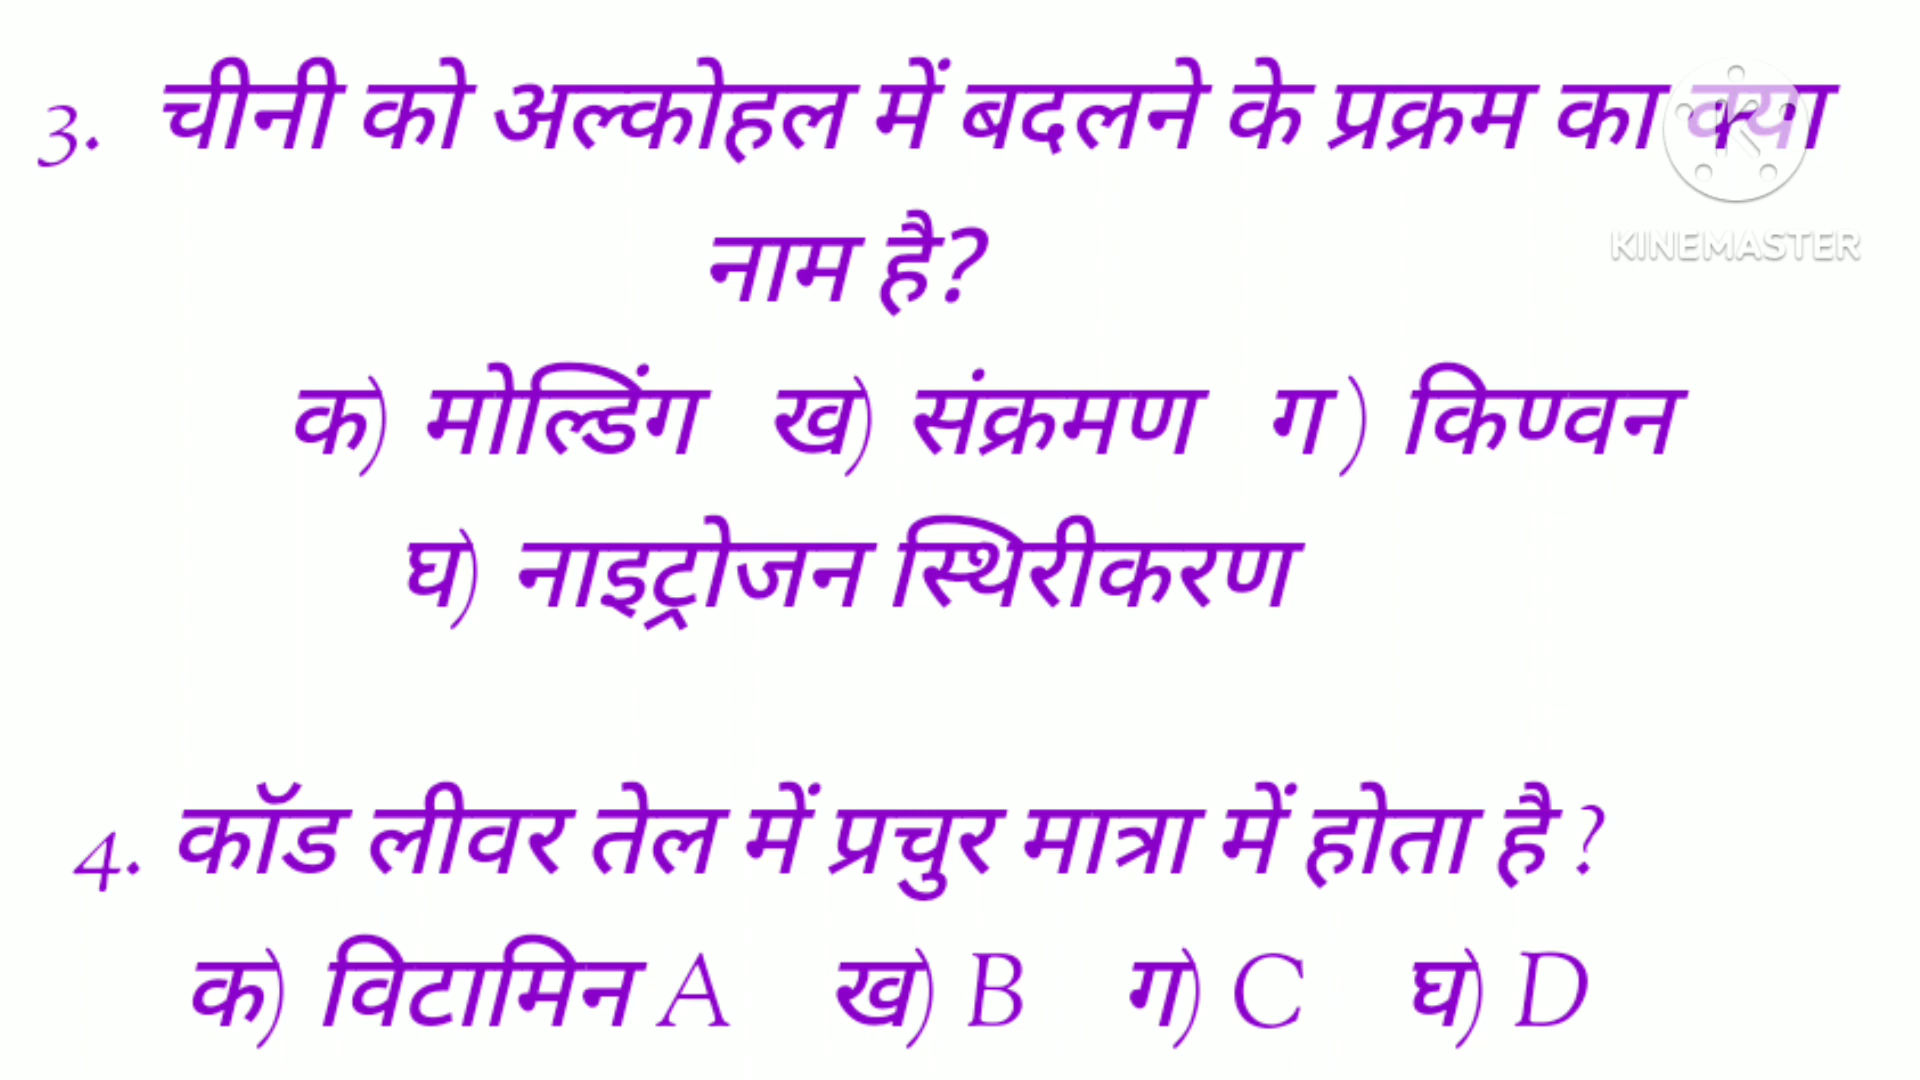 3. चीनी को अल्कोहल में बदलने के प्रक्रम का क्या
नाम है?
KINEMASTER
क) मोल्डिंग ख) संक्रमण ग) किण्वन
घ) नाइट्रोजन स्थिरीकरण
4. कॉड लीवर तेल में प्रचुर मात्रा में होता है ?
क) विटामिन A ख) B ग) C घ) D